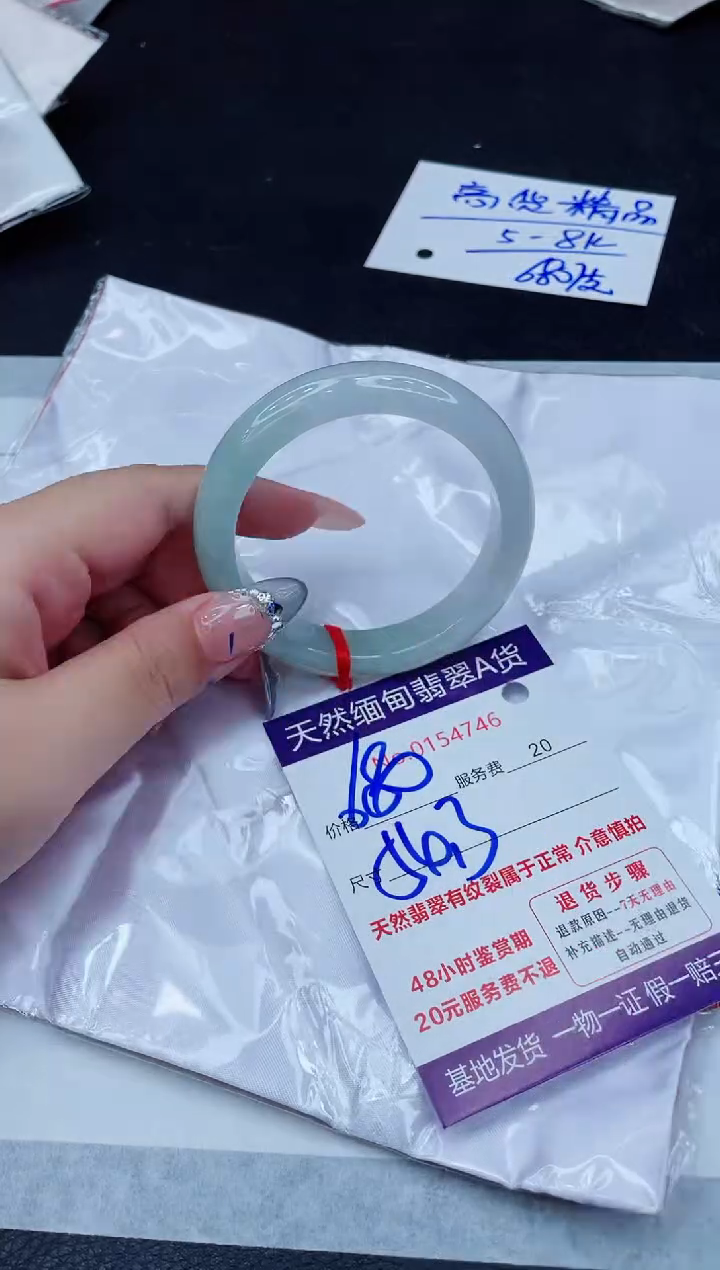 高货精品
5-8K
680/支
天然缅甸翡翠A货
No.0154746
价格 680 服务费 20
尺寸
天然翡翠有纹裂属于正常 介意慎拍
48小时鉴赏期
20元服务费不退
退货步骤
退款原因--7天无理由
补充描述--无理由退货
自动通过
基地发货 一物一证 假一赔三